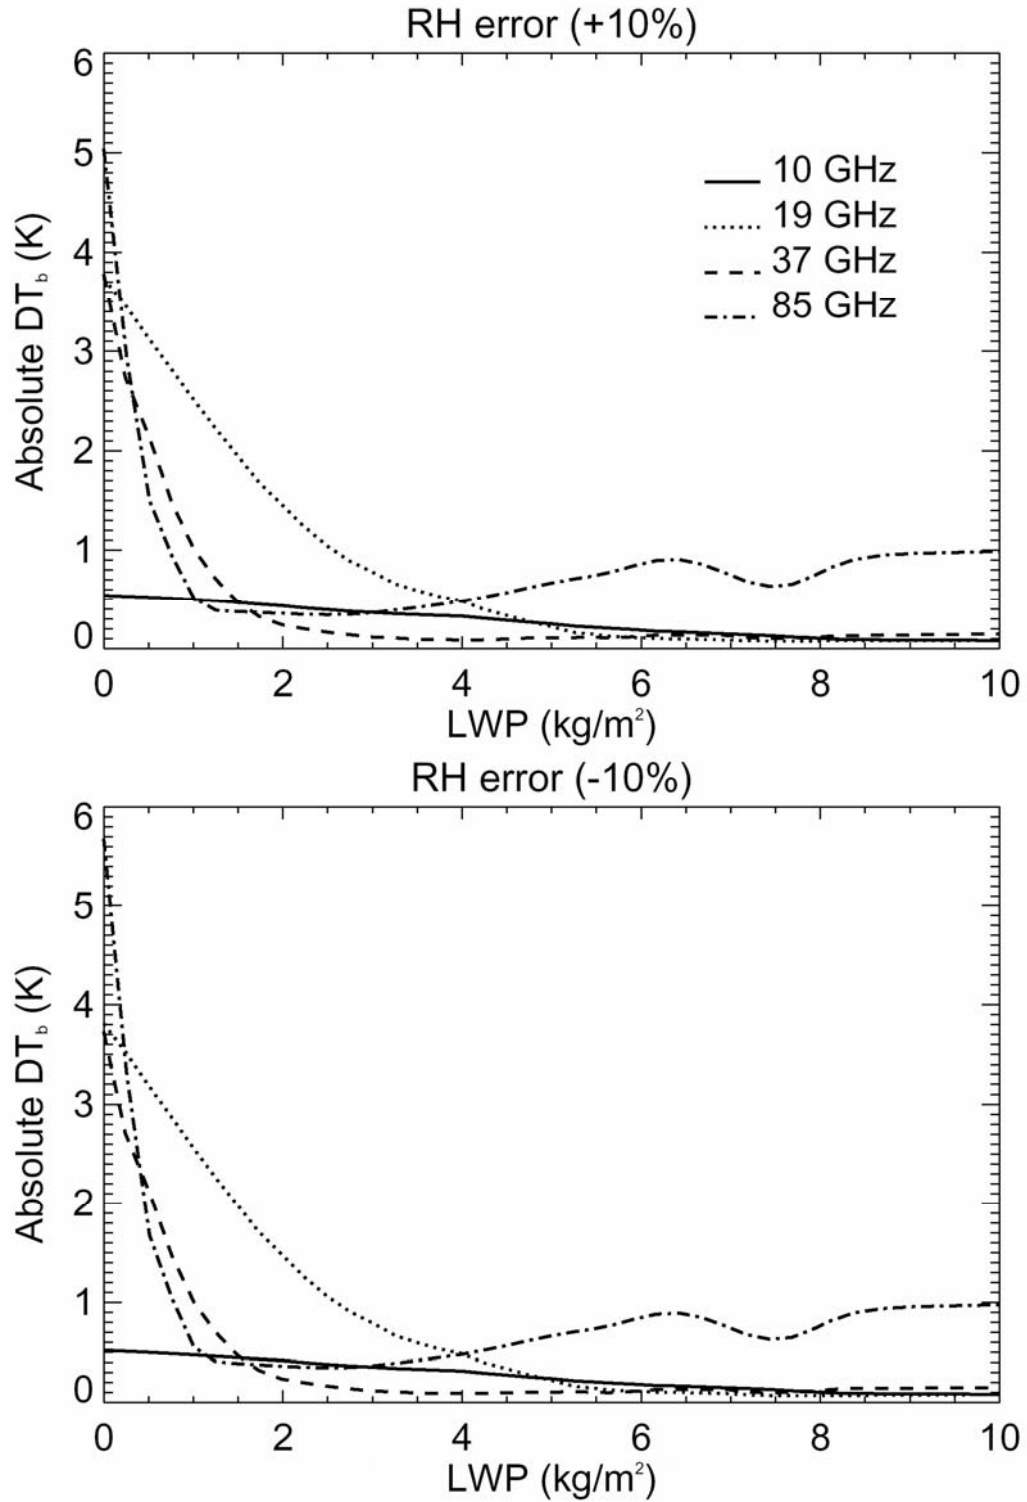 RH error (+10%)
6
5
4
3
2
1
0
Absolute DT_b (K)
10 GHz
19 GHz
37 GHz
85 GHz
0 2 4 6 8 10
LWP (kg/m²)
RH error (-10%)
6
5
4
3
2
1
0
Absolute DT_b (K)
0 2 4 6 8 10
LWP (kg/m²)